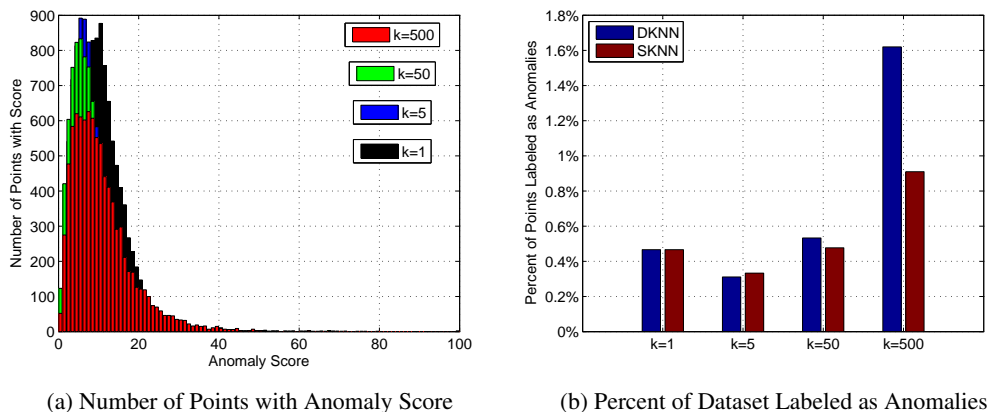 900
800
700
600
500
400
300
200
100
0
Number of Points with Score
k=500
k=50
k=5
k=1
0 20 40 60 80 100
Anomaly Score
(a) Number of Points with Anomaly Score
1.8%
1.6%
1.4%
1.2%
1%
0.8%
0.6%
0.4%
0.2%
0%
Percent of Points Labeled as Anomalies
DKNN
SKNN
k=1 k=5 k=50 k=500
(b) Percent of Dataset Labeled as Anomalies